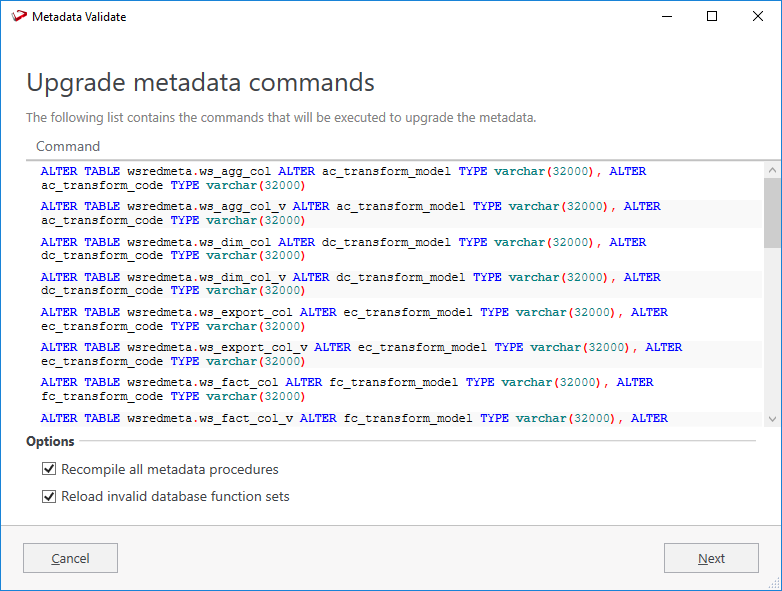 Metadata Validate
Upgrade metadata commands
The following list contains the commands that will be executed to upgrade the metadata.
Command
ALTER TABLE wsredmeta.ws_agg_col ALTER ac_transform_model TYPE varchar(32000), ALTER
ac_transform_code TYPE varchar(32000)
ALTER TABLE wsredmeta.ws_agg_col_v ALTER ac_transform_model TYPE varchar(32000), ALTER
ac_transform_code TYPE varchar(32000)
ALTER TABLE wsredmeta.ws_dim_col ALTER dc_transform_model TYPE varchar(32000), ALTER
dc_transform_code TYPE varchar(32000)
ALTER TABLE wsredmeta.ws_dim_col_v ALTER dc_transform_model TYPE varchar(32000), ALTER
dc_transform_code TYPE varchar(32000)
ALTER TABLE wsredmeta.ws_export_col ALTER ec_transform_model TYPE varchar(32000), ALTER
ec_transform_code TYPE varchar(32000)
ALTER TABLE wsredmeta.ws_export_col_v ALTER ec_transform_model TYPE varchar(32000), ALTER
ec_transform_code TYPE varchar(32000)
ALTER TABLE wsredmeta.ws_fact_col ALTER fc_transform_model TYPE varchar(32000), ALTER
fc_transform_code TYPE varchar(32000)
ALTER TABLE wsredmeta.ws_fact_col_v ALTER fc_transform_model TYPE varchar(32000), ALTER
Options
Recompile all metadata procedures
Reload invalid database function sets
Cancel
Next